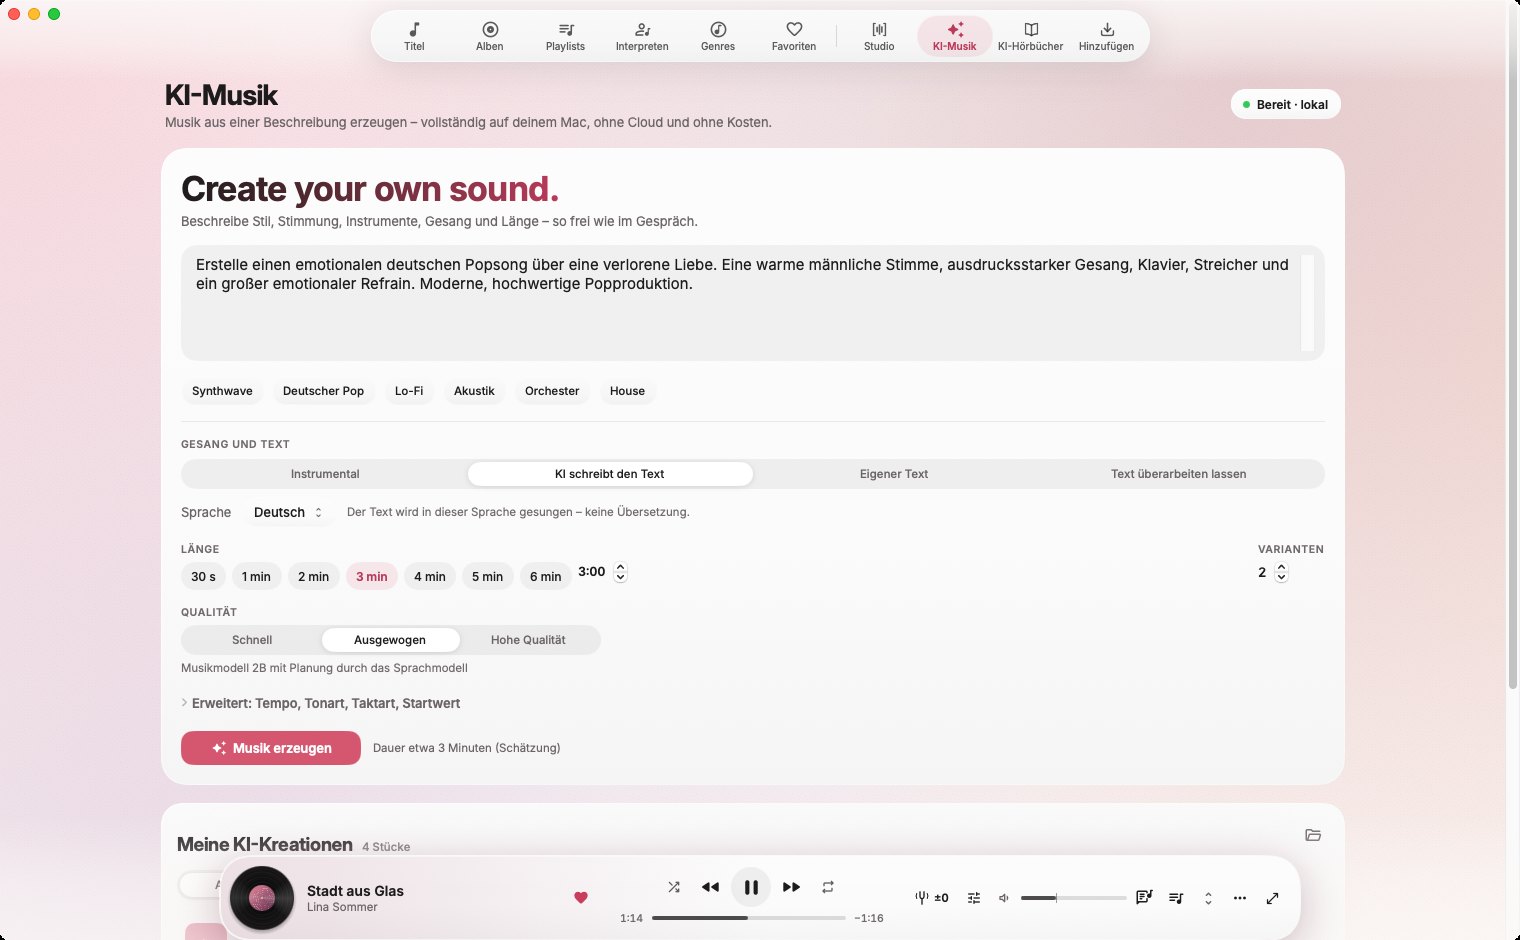 Titel
Alben
Playlists
Interpreten
Genres
Favoriten
Studio
KI-Musik
KI-Hörbücher
Hinzufügen
KI-Musik
Musik aus einer Beschreibung erzeugen – vollständig auf deinem Mac, ohne Cloud und ohne Kosten.
Bereit · lokal
Create your own sound.
Beschreibe Stil, Stimmung, Instrumente, Gesang und Länge – so frei wie im Gespräch.
Erstelle einen emotionalen deutschen Popsong über eine verlorene Liebe. Eine warme männliche Stimme, ausdrucksstarker Gesang, Klavier, Streicher und
ein großer emotionaler Refrain. Moderne, hochwertige Popproduktion.
Synthwave
Deutscher Pop
Lo-Fi
Akustik
Orchester
House
GESANG UND TEXT
Instrumental
KI schreibt den Text
Eigener Text
Text überarbeiten lassen
Sprache
Deutsch
Der Text wird in dieser Sprache gesungen – keine Übersetzung.
LÄNGE
VARIANTEN
30 s
1 min
2 min
3 min
4 min
5 min
6 min
3:00
2
QUALITÄT
Schnell
Ausgewogen
Hohe Qualität
Musikmodell 2B mit Planung durch das Sprachmodell
Erweitert: Tempo, Tonart, Taktart, Startwert
Musik erzeugen
Dauer etwa 3 Minuten (Schätzung)
Meine KI-Kreationen
4 Stücke
Stadt aus Glas
Lina Sommer
1:14
−1:16
±0